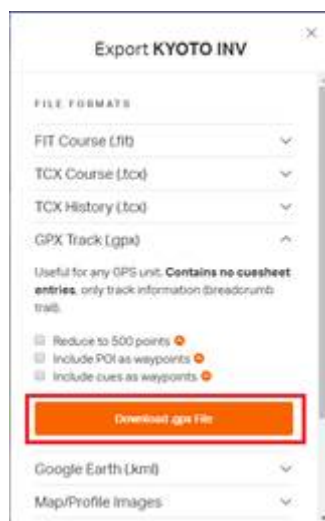 Export KYOTO INV
FILE FORMATS
FIT Course (.fit)
TCX Course (.tcx)
TCX History (.tcx)
GPX Track (.gpx)
Useful for any GPS unit. Contains no cuesheet
entries, only track information (breadcrumb
trail).
Reduce to 500 points
Include POI as waypoints
Include cues as waypoints
Download .gpx File
Google Earth (.kml)
Map/Profile Images